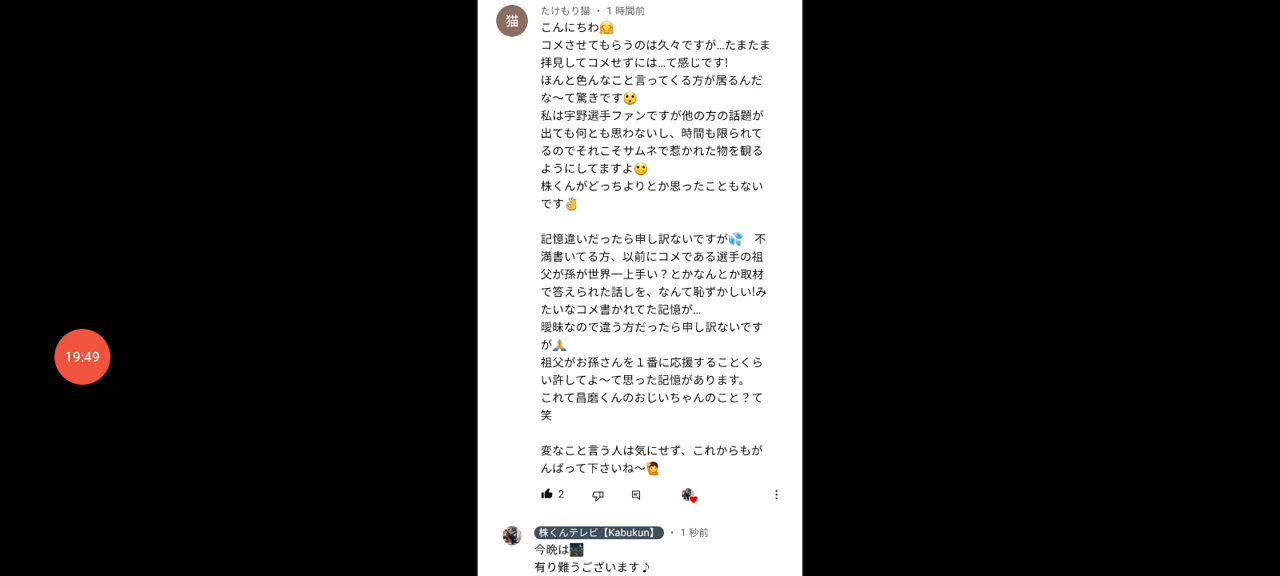 猫
たけもり猫 ・ 1 時間前
こんにちわ🙆
コメさせてもらうのは久々ですが...たまたま
拝見してコメせずには...て感じです!
ほんと色んなこと言ってくる方が居るんだ
な〜て驚きです😯
私は宇野選手ファンですが他の方の話題が
出ても何とも思わないし、時間も限られて
るのでそれこそサムネで惹かれた物を観る
ようにしてますよ🙂
株くんがどっちよりとか思ったこともない
です👌
記憶違いだったら申し訳ないですが💦 不
満書いてる方、以前にコメである選手の祖
父が孫が世界一上手い？とかなんとか取材
で答えられた話しを、なんて恥ずかしい!み
たいなコメ書かれてた記憶が...
曖昧なので違う方だったら申し訳ないです
が🙏
祖父がお孫さんを１番に応援することくら
い許してよ〜て思った記憶があります。
これて昌磨くんのおじいちゃんのこと？て
笑
変なこと言う人は気にせず、これからもが
んばって下さいね〜🙋
2
19:49
株くんテレビ【Kabukun】 ・ 1 秒前
今晩は🌃
有り難うございます♪